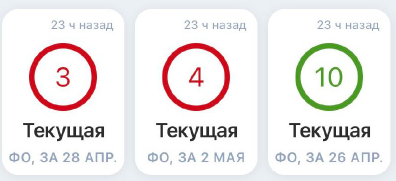 23 ч назад
3
Текущая
ФО, ЗА 28 АПР.
23 ч назад
4
Текущая
ФО, ЗА 2 МАЯ
23 ч назад
10
Текущая
ФО, ЗА 26 АПР.